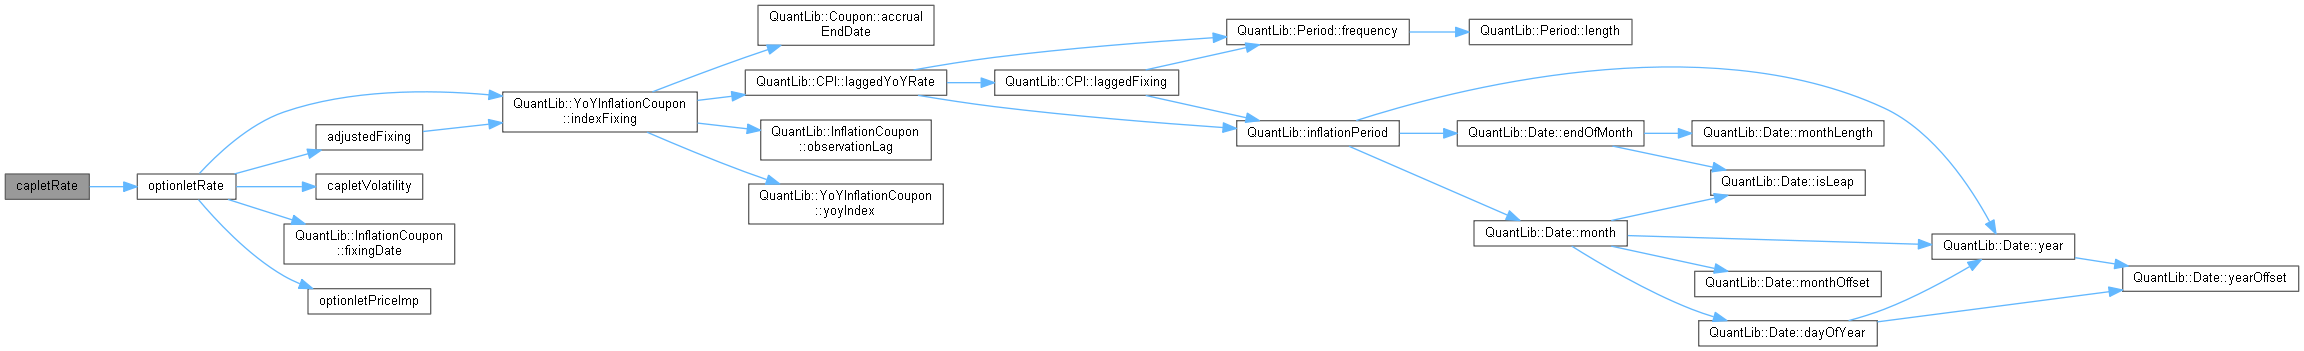 capletRate
optionletRate
adjustedFixing
capletVolatility
QuantLib::InflationCoupon
::fixingDate
optionletPriceImp
QuantLib::YoYInflationCoupon
::indexFixing
QuantLib::Coupon::accrual
EndDate
QuantLib::CPI::laggedYoYRate
QuantLib::InflationCoupon
::observationLag
QuantLib::YoYInflationCoupon
::yoyIndex
QuantLib::CPI::laggedFixing
QuantLib::Period::frequency
QuantLib::Period::length
QuantLib::inflationPeriod
QuantLib::Date::endOfMonth
QuantLib::Date::monthLength
QuantLib::Date::isLeap
QuantLib::Date::month
QuantLib::Date::monthOffset
QuantLib::Date::dayOfYear
QuantLib::Date::year
QuantLib::Date::yearOffset